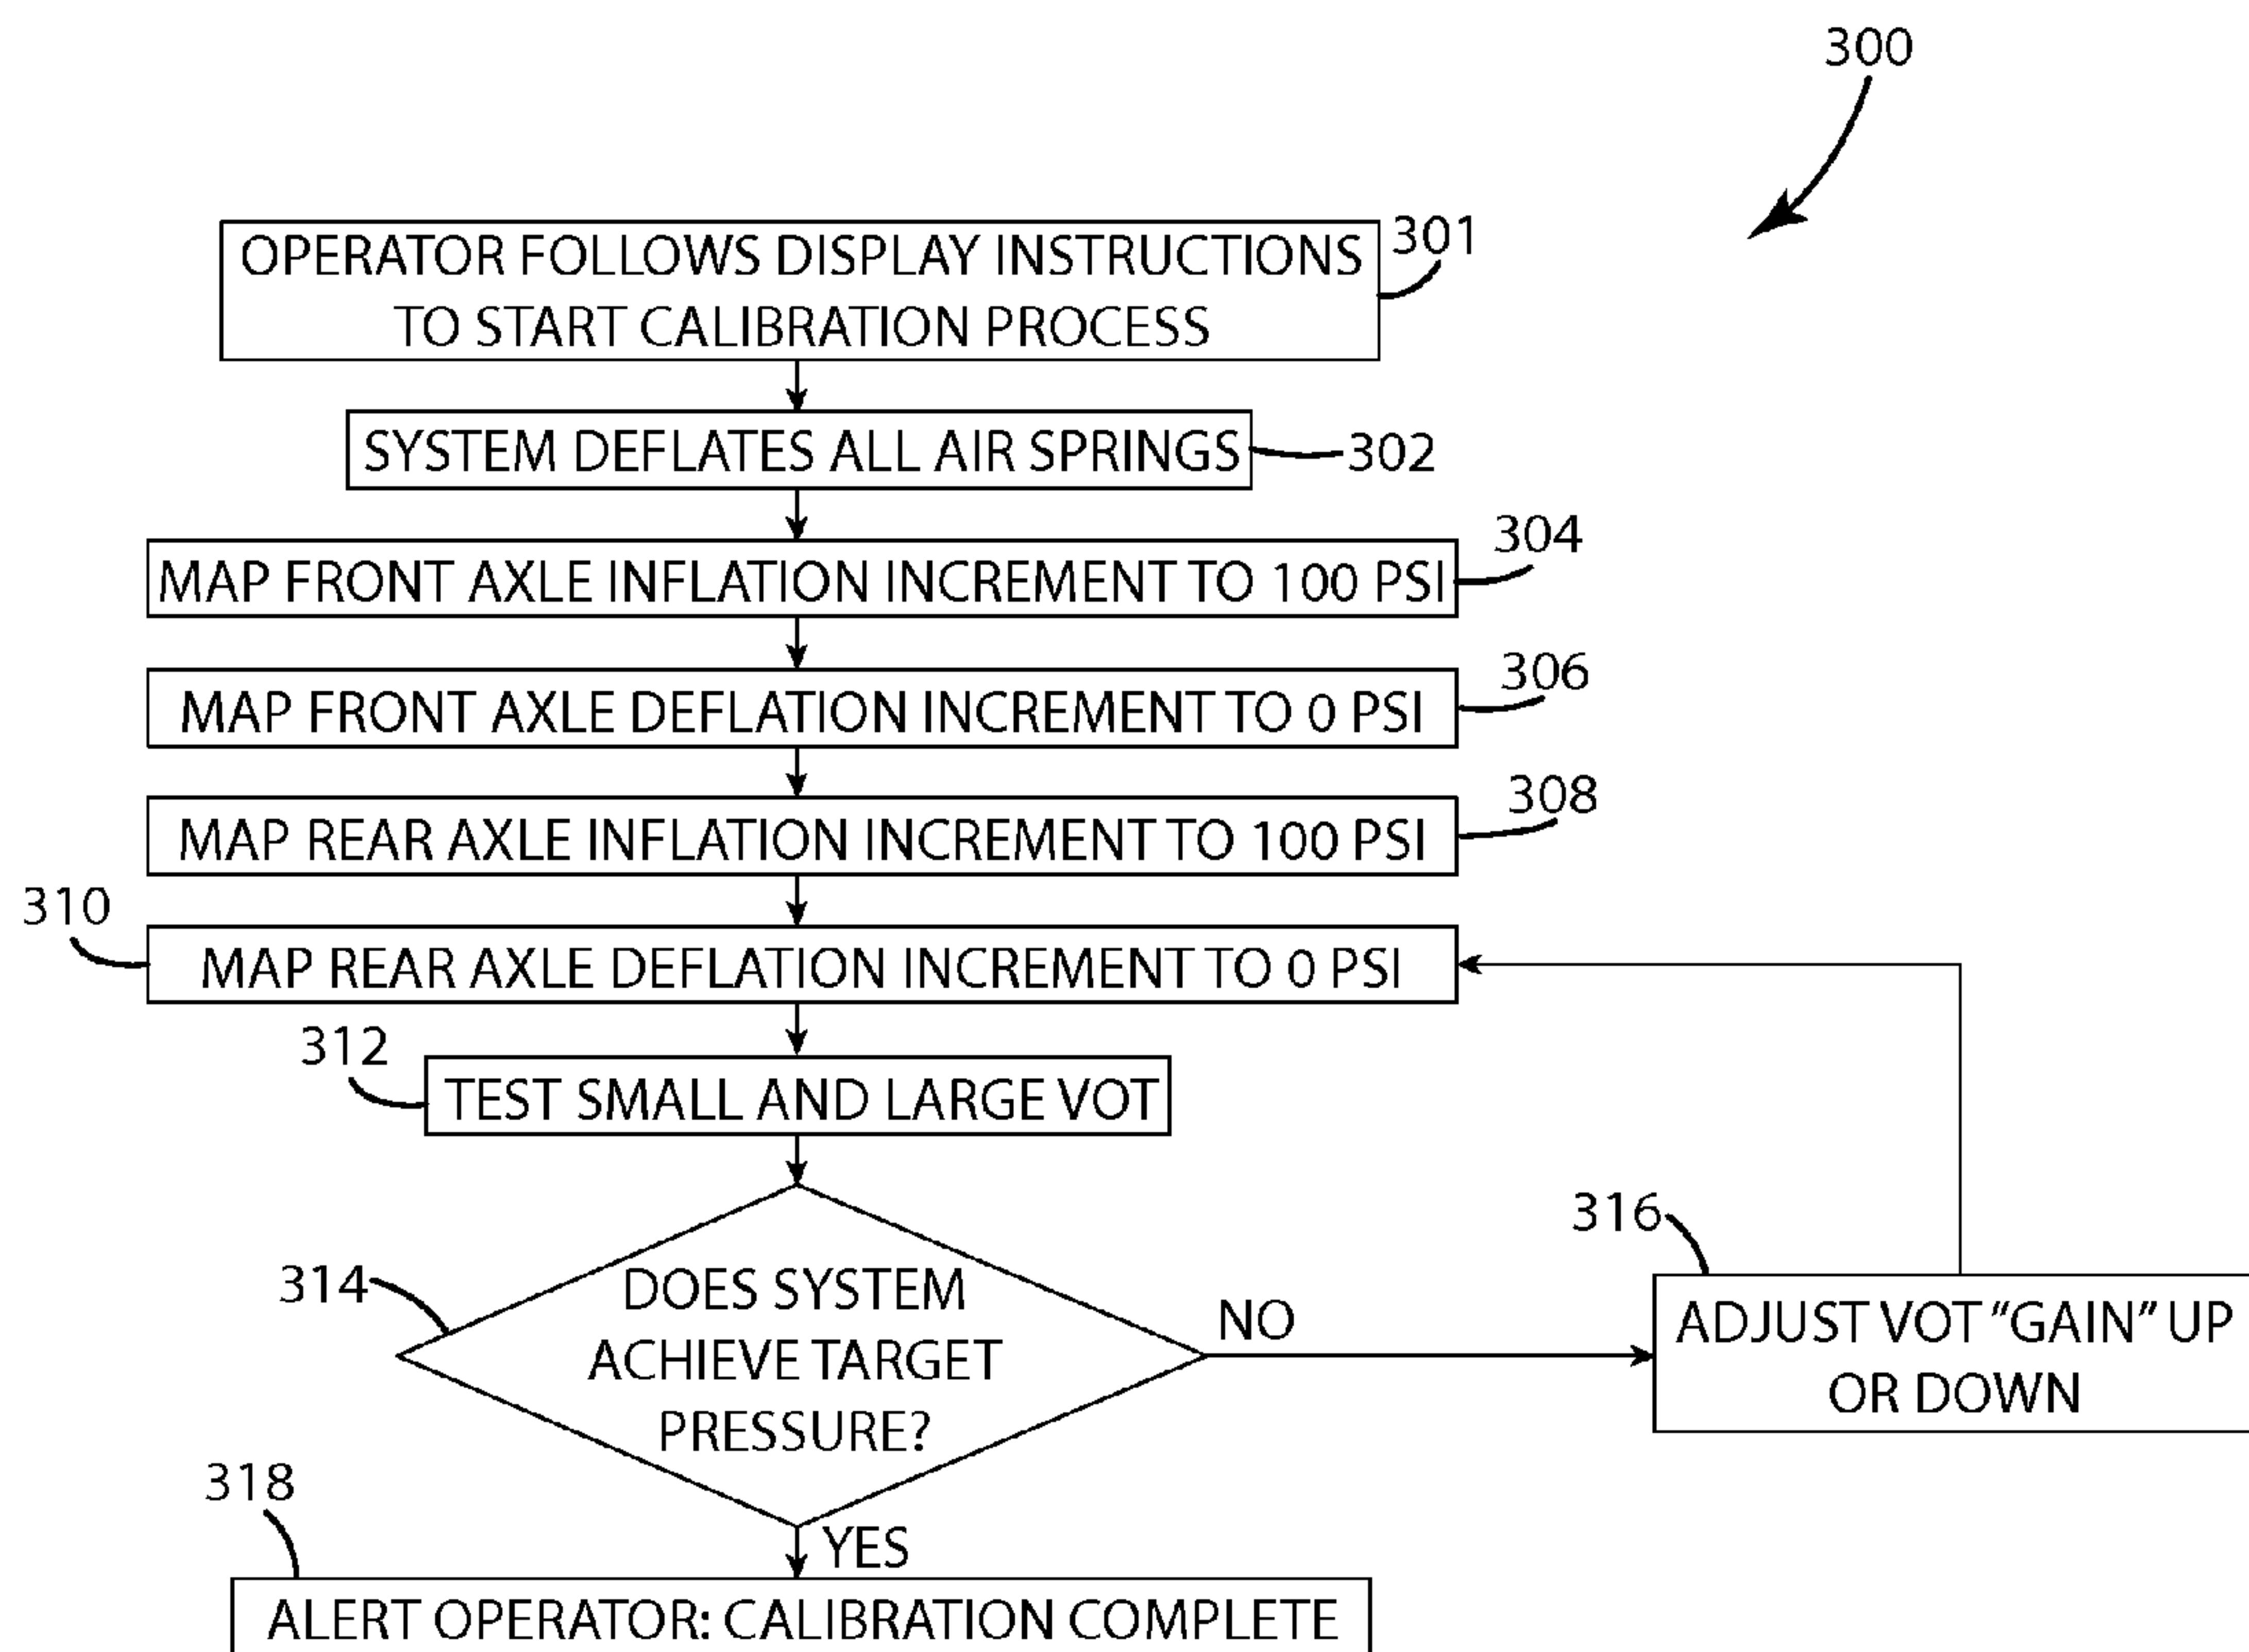 300
OPERATOR FOLLOWS DISPLAY INSTRUCTIONS
TO START CALIBRATION PROCESS
301
SYSTEM DEFLATES ALL AIR SPRINGS
302
304
MAP FRONT AXLE INFLATION INCREMENT TO 100 PSI
306
MAP FRONT AXLE DEFLATION INCREMENT TO 0 PSI
308
MAP REAR AXLE INFLATION INCREMENT TO 100 PSI
310
MAP REAR AXLE DEFLATION INCREMENT TO 0 PSI
312
TEST SMALL AND LARGE VOT
314
DOES SYSTEM
ACHIEVE TARGET
PRESSURE?
NO
316
ADJUST VOT "GAIN" UP
OR DOWN
YES
318
ALERT OPERATOR: CALIBRATION COMPLETE